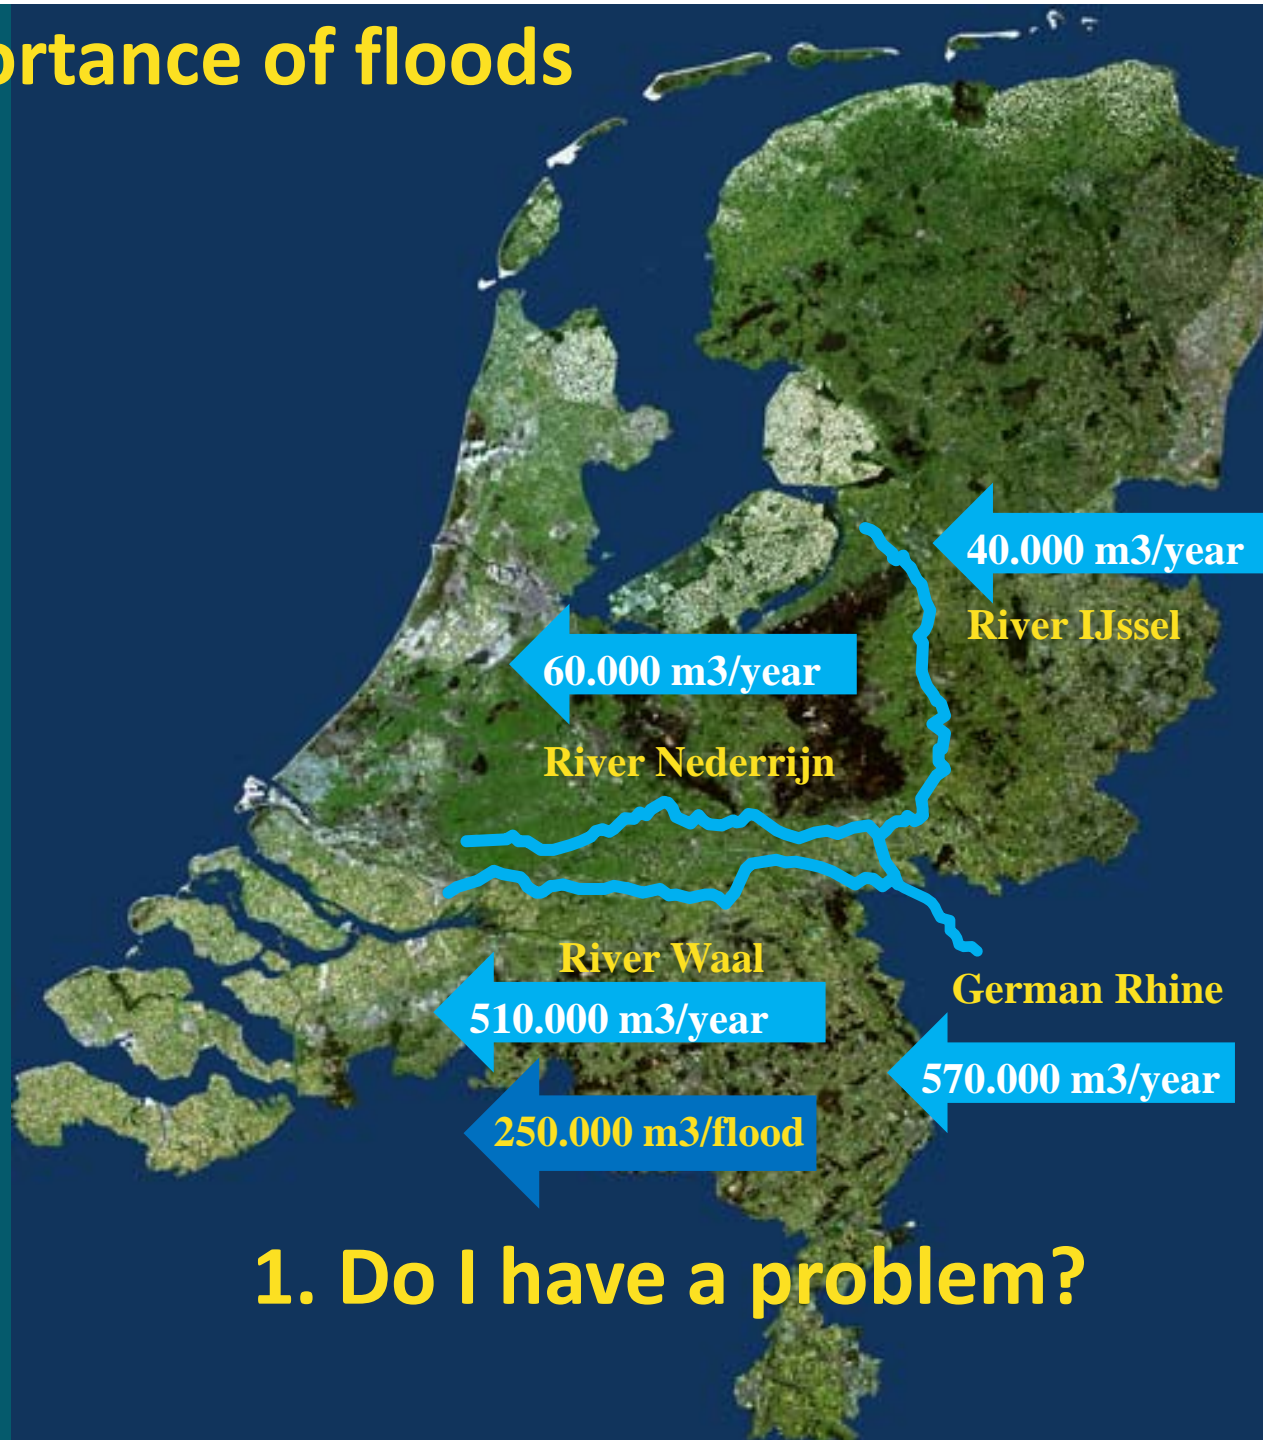 ortance of floods
40.000 m3/year
River IJssel
60.000 m3/year
River Nederrijn
River Waal
German Rhine
510.000 m3/year
570.000 m3/year
250.000 m3/flood
1. Do I have a problem?